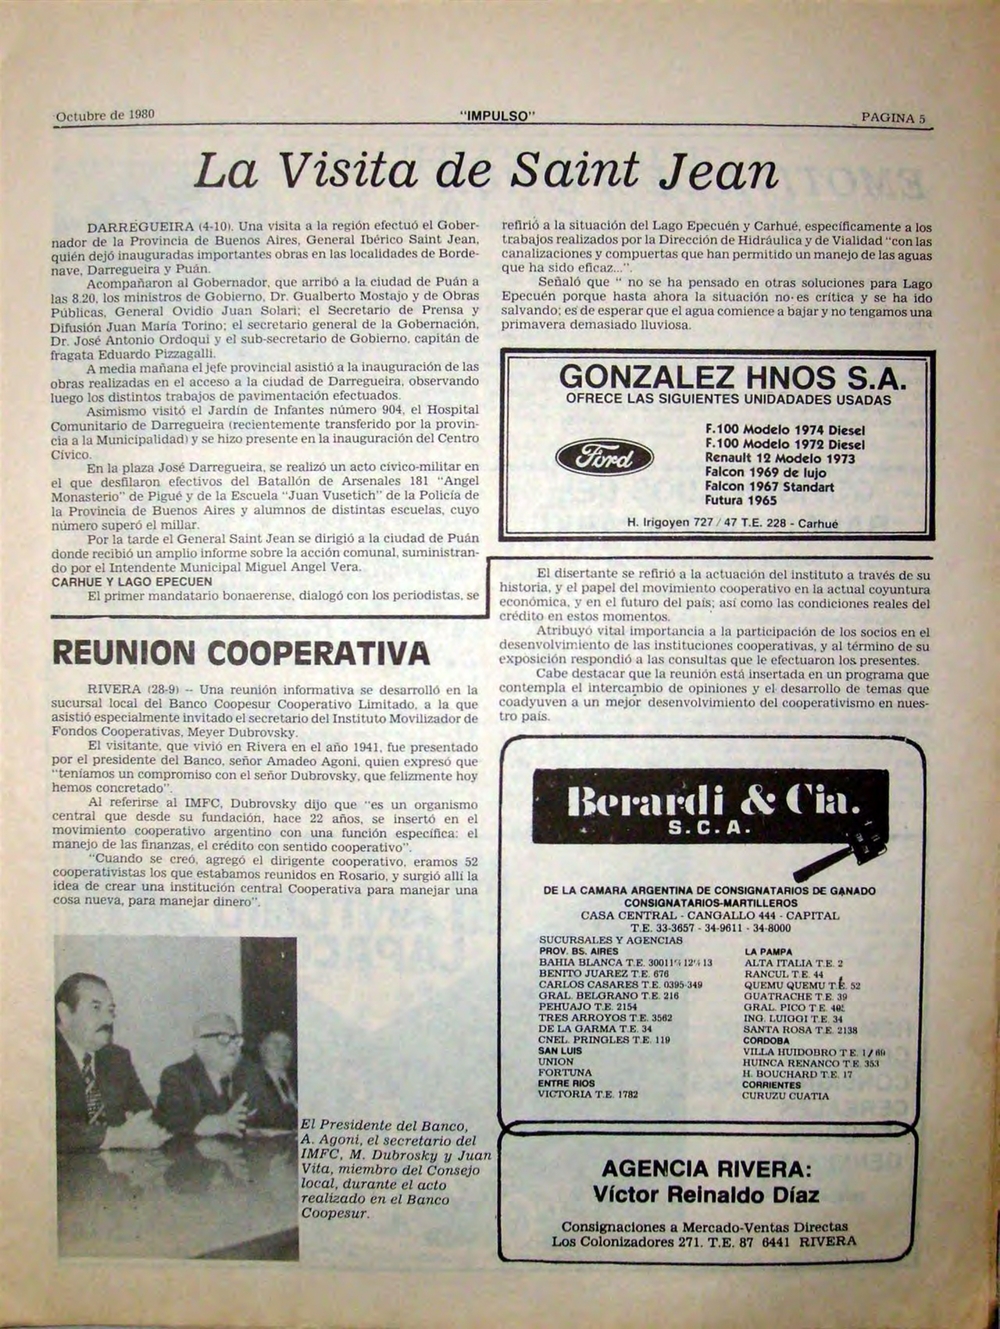 Octubre de 1980
"IMPULSO"
PAGINA 5
La Visita de Saint Jean
DARREGUEIRA (4-10). Una visita a la región efectuó el Gober-
nador de la Provincia de Buenos Aires, General Ibérico Saint Jean,
quién dejó inauguradas importantes obras en las localidades de Borde-
nave, Darregueira y Puán.
Acompañaron al Gobernador, que arribó a la ciudad de Puán a
las 8.20, los ministros de Gobierno, Dr. Gualberto Mostajo y de Obras
Públicas, General Ovidio Juan Solari; el Secretario de Prensa y
Difusión Juan María Torino; el secretario general de la Gobernación,
Dr. José Antonio Ordoqui y el sub-secretario de Gobierno, capitán de
fragata Eduardo Pizzagalli.
A media mañana el jefe provincial asistió a la inauguración de las
obras realizadas en el acceso a la ciudad de Darregueira, observando
luego los distintos trabajos de pavimentación efectuados.
Asimismo visitó el Jardín de Infantes número 904, el Hospital
Comunitario de Darregueira (recientemente transferido por la provin-
cia a la Municipalidad) y se hizo presente en la inauguración del Centro
Cívico.
En la plaza José Darregueira, se realizó un acto cívico-militar en
el que desfilaron efectivos del Batallón de Arsenales 181 "Angel
Monasterio" de Pigué y de la Escuela "Juan Vusetich" de la Policía de
la Provincia de Buenos Aires y alumnos de distintas escuelas, cuyo
número superó el millar.
Por la tarde el General Saint Jean se dirigió a la ciudad de Puán
donde recibió un amplio informe sobre la acción comunal, suministran-
do por el Intendente Municipal Miguel Angel Vera.
CARHUE Y LAGO EPECUEN
El primer mandatario bonaerense, dialogó con los periodistas, se
refirió a la situación del Lago Epecuén y Carhué, específicamente a los
trabajos realizados por la Dirección de Hidráulica y de Vialidad "con las
canalizaciones y compuertas que han permitido un manejo de las aguas
que ha sido eficaz...".
Señaló que " no se ha pensado en otras soluciones para Lago
Epecuén porque hasta ahora la situación no es crítica y se ha ido
salvando; es de esperar que el agua comience a bajar y no tengamos una
primavera demasiado lluviosa.
GONZALEZ HNOS S.A.
OFRECE LAS SIGUIENTES UNIDADADES USADAS
Ford
F.100 Modelo 1974 Diesel
F.100 Modelo 1972 Diesel
Renault 12 Modelo 1973
Falcon 1969 de lujo
Falcon 1967 Standart
Futura 1965
H. Irigoyen 727 / 47 T.E. 228 - Carhué
REUNION COOPERATIVA
RIVERA (28-9) -- Una reunión informativa se desarrolló en la
sucursal local del Banco Coopesur Cooperativo Limitado, a la que
asistió especialmente invitado el secretario del Instituto Movilizador de
Fondos Cooperativas, Meyer Dubrovsky.
El visitante, que vivió en Rivera en el año 1941, fue presentado
por el presidente del Banco, señor Amadeo Agoni, quien expresó que
"teníamos un compromiso con el señor Dubrovsky, que felizmente hoy
hemos concretado".
Al referirse al IMFC, Dubrovsky dijo que "es un organismo
central que desde su fundación, hace 22 años, se insertó en el
movimiento cooperativo argentino con una función específica: el
manejo de las finanzas, el crédito con sentido cooperativo".
"Cuando se creó, agregó el dirigente cooperativo, eramos 52
cooperativistas los que estabamos reunidos en Rosario, y surgió allí la
idea de crear una institución central Cooperativa para manejar una
cosa nueva, para manejar dinero".
El Presidente del Banco,
A. Agoni, el secretario del
IMFC, M. Dubrosky y Juan
Vita, miembro del Consejo
local, durante el acto
realizado en el Banco
Coopesur.
El disertante se refirió a la actuación del instituto a través de su
historia, y el papel del movimiento cooperativo en la actual coyuntura
económica, y en el futuro del país; así como las condiciones reales del
crédito en estos momentos.
Atribuyó vital importancia a la participación de los socios en el
desenvolvimiento de las instituciones cooperativas, y al término de su
exposición respondió a las consultas que le efectuaron los presentes.
Cabe destacar que la reunión está insertada en un programa que
contempla el intercambio de opiniones y el desarrollo de temas que
coadyuven a un mejor desenvolvimiento del cooperativismo en nues-
tro país.
Berardi & Cia.
S.C.A.
DE LA CAMARA ARGENTINA DE CONSIGNATARIOS DE GANADO
CONSIGNATARIOS-MARTILLEROS
CASA CENTRAL - CANGALLO 444 - CAPITAL
T.E. 33-3657 - 34-9611 - 34-8000
SUCURSALES Y AGENCIAS
PROV. BS. AIRES
BAHIA BLANCA T.E. 30011 12 13
BENITO JUAREZ T.E. 676
CARLOS CASARES T.E. 0395-349
GRAL. BELGRANO T.E. 216
PEHUAJO T.E. 2154
TRES ARROYOS T.E. 3562
DE LA GARMA T.E. 34
CNEL. PRINGLES T.E. 119
SAN LUIS
UNION
FORTUNA
ENTRE RIOS
VICTORIA T.E. 1782
LA PAMPA
ALTA ITALIA T.E. 2
RANCUL T.E. 44
QUEMU QUEMU T.E. 52
GUATRACHE T.E. 39
GRAL. PICO T.E.
ING. LUIGGI T.E. 34
SANTA ROSA T.E. 2138
CORDOBA
VILLA HUIDOBRO T.E. 1/60
HUINCA RENANCO T.E. 353
H. BOUCHARD T.E. 17
CORRIENTES
CURUZU CUATIA
AGENCIA RIVERA:
Víctor Reinaldo Díaz
Consignaciones a Mercado-Ventas Directas
Los Colonizadores 271. T.E. 87 6441 RIVERA